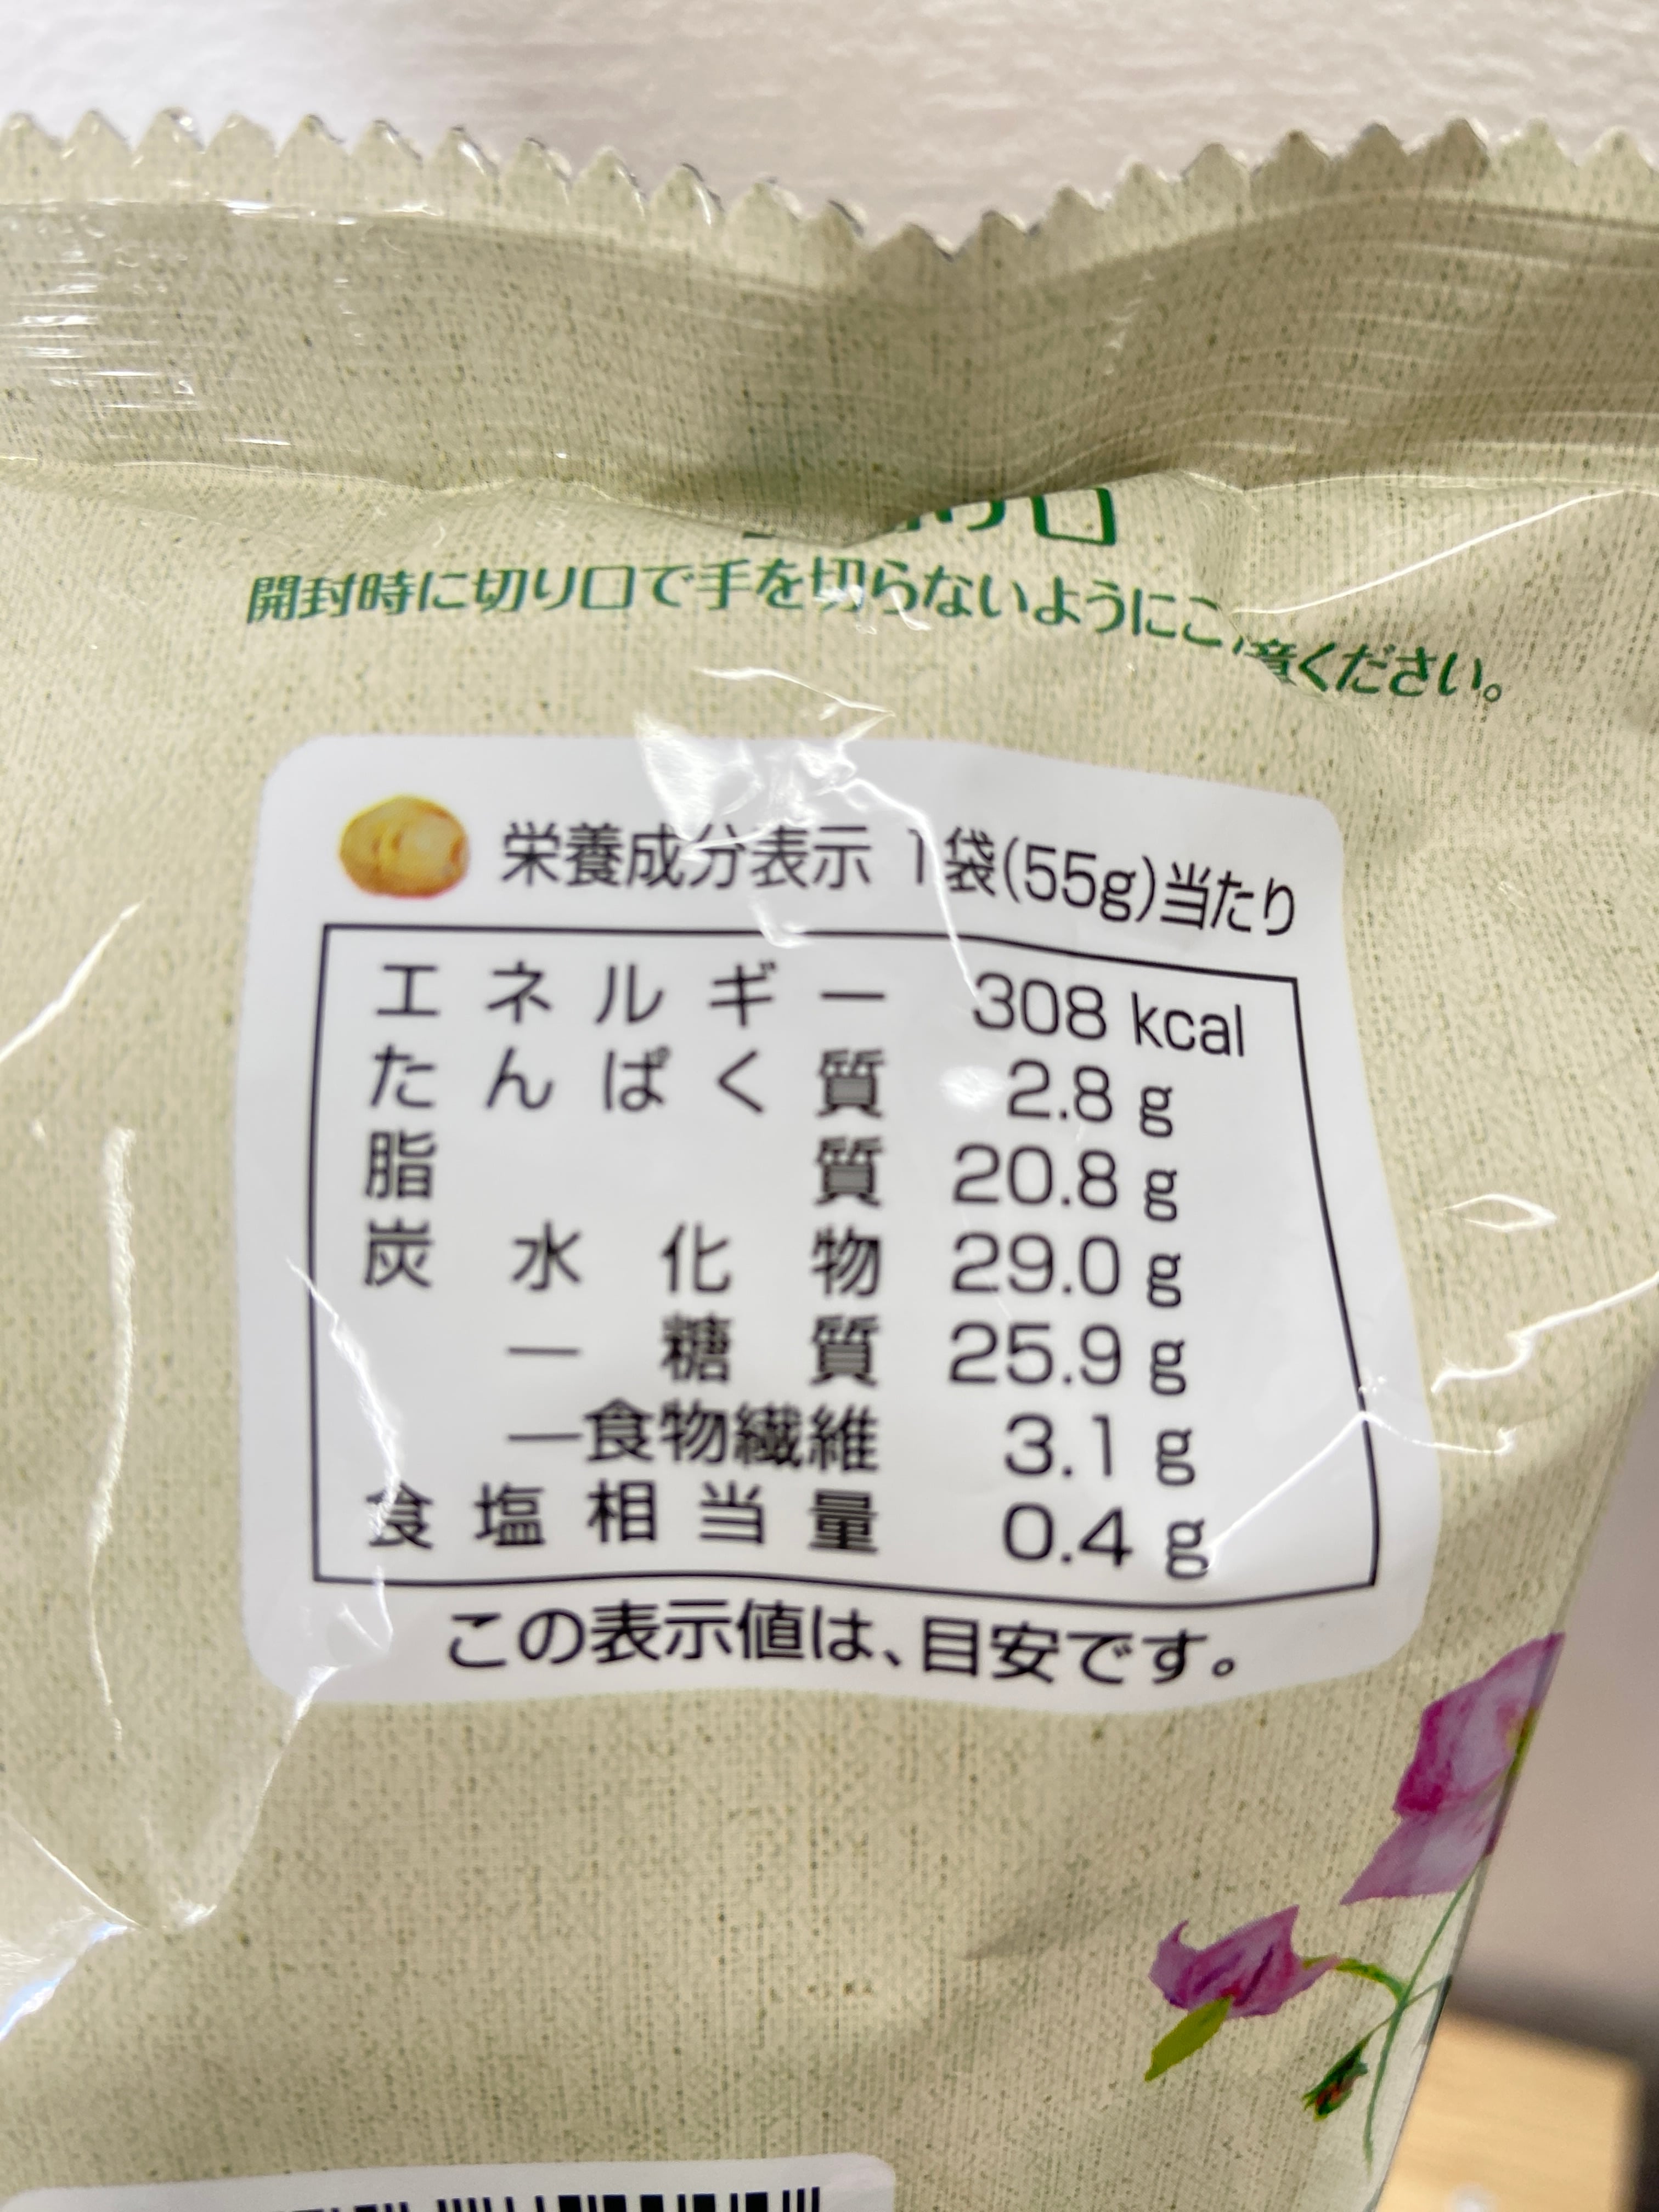 開封時に切り口で手を切らないようにご意ください。
栄養成分表示 1袋(55g)当たり
エネルギー 308 kcal
たんぱく質 2.8 g
脂質 20.8 g
炭水化物 29.0 g
―糖質 25.9 g
―食物繊維 3.1 g
食塩相当量 0.4 g
この表示値は、目安です。